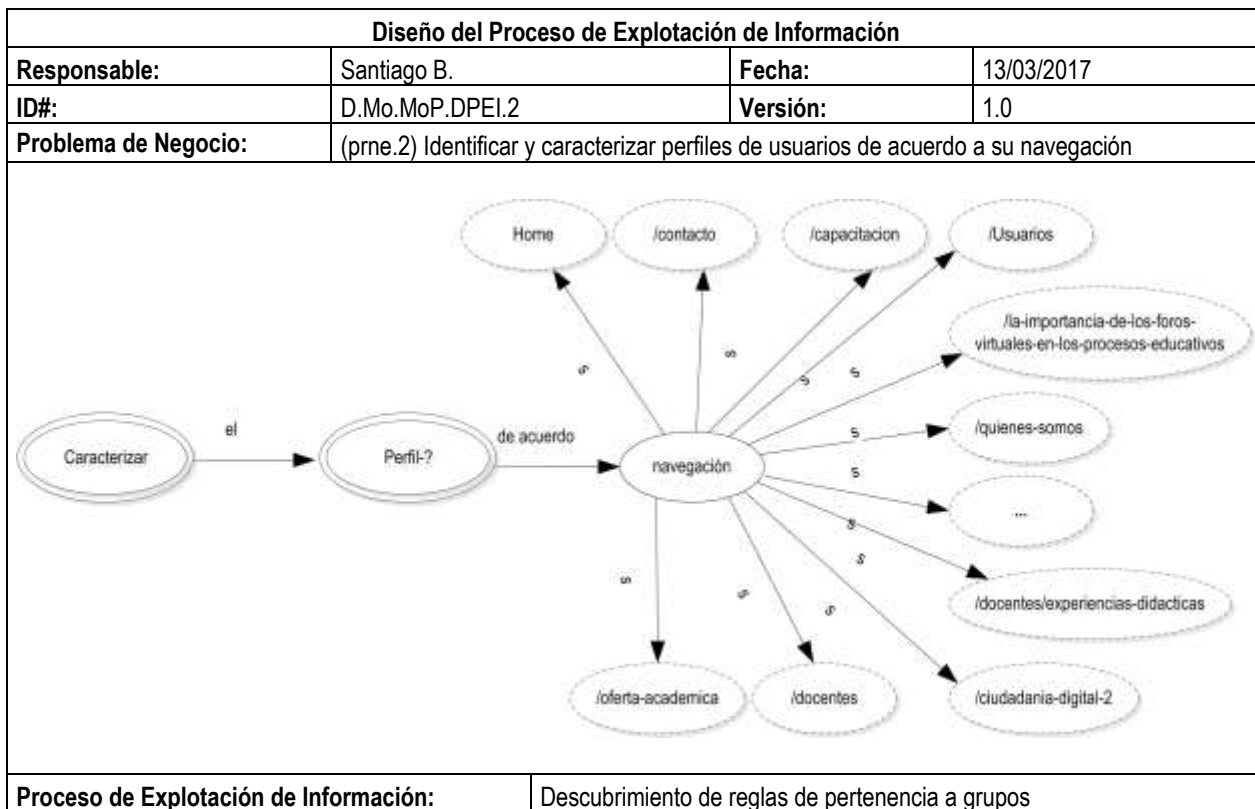 Diseño del Proceso de Explotación de Información
Responsable: Santiago B. Fecha: 13/03/2017
ID#: D.Mo.MoP.DPEI.2 Versión: 1.0
Problema de Negocio: (prne.2) Identificar y caracterizar perfiles de usuarios de acuerdo a su navegación
Home /contacto /capacitacion /Usuarios
/la-importancia-de-los-foros-
virtuales-en-los-procesos-educativos
s
s
s
s
/quienes-somos
s
el
de acuerdo
Caracterizar
Perfil-?
navegación
s
...
s
s
/docentes/experiencias-didacticas
s
s
s
/oferta-academica /docentes /ciudadania-digital-2
Proceso de Explotación de Información: Descubrimiento de reglas de pertenencia a grupos